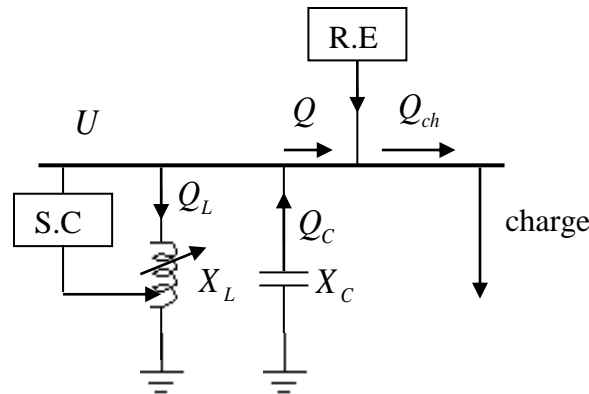 R.E
U
Q
Q_ch
S.C
Q_L
Q_C
charge
X_L
X_C